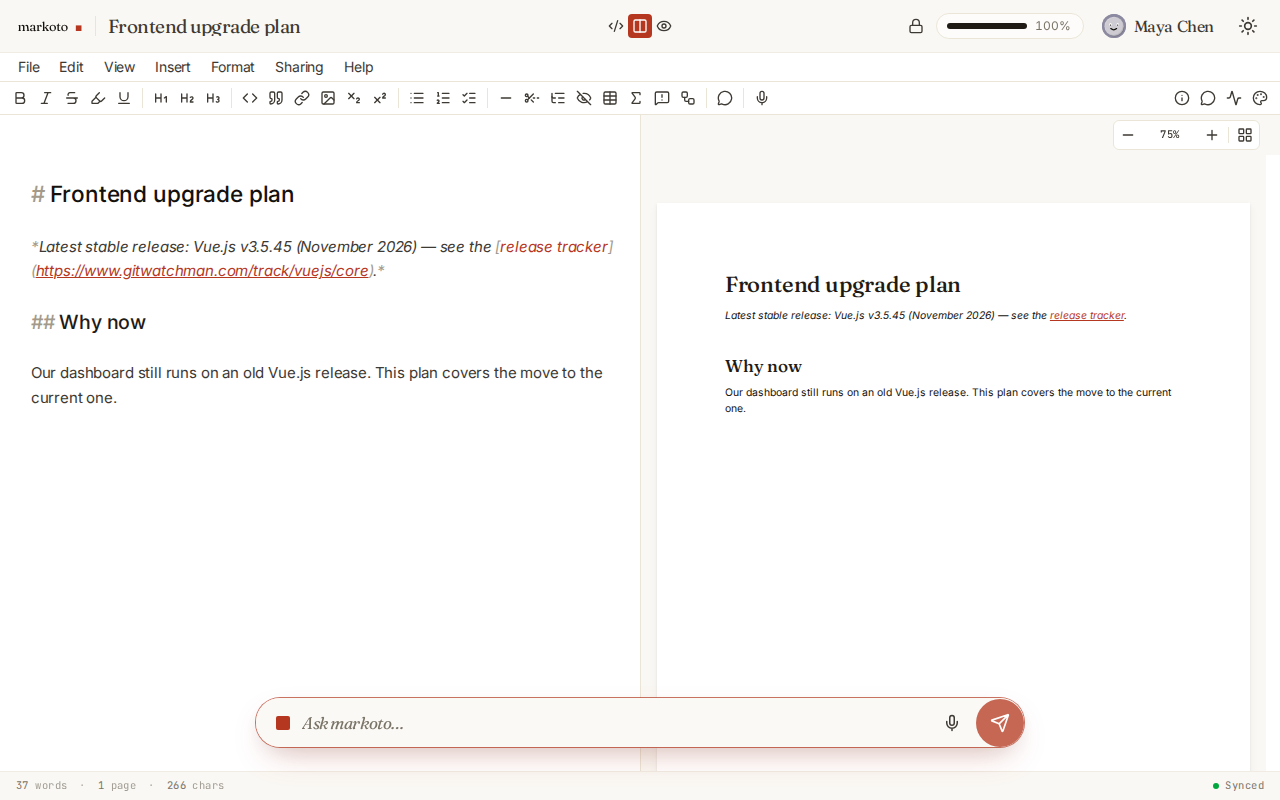 markoto
Frontend upgrade plan
100%
Maya Chen
File Edit View Insert Format Sharing Help
H1 H2 H3
75%
# Frontend upgrade plan
*Latest stable release: Vue.js v3.5.45 (November 2026) — see the [release tracker]
(https://www.gitwatchman.com/track/vuejs/core).*
## Why now
Our dashboard still runs on an old Vue.js release. This plan covers the move to the
current one.
Frontend upgrade plan
Latest stable release: Vue.js v3.5.45 (November 2026) — see the release tracker.
Why now
Our dashboard still runs on an old Vue.js release. This plan covers the move to the current
one.
Ask markoto...
37 words · 1 page · 266 chars
Synced